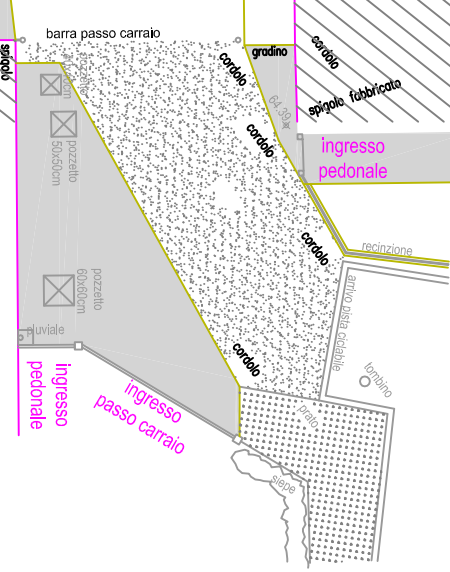 barra passo carraio
spigolo
gradino
cordolo
cordolo
spigolo fabbricato
64.39
cordolo
ingresso
pedonale
pozzetto
50x50cm
cordolo
recinzione
pozzetto
60x60cm
arrivo pista ciclabile
pluviale
ingresso
pedonale
cordolo
tombino
ingresso
passo carraio
prato
siepe